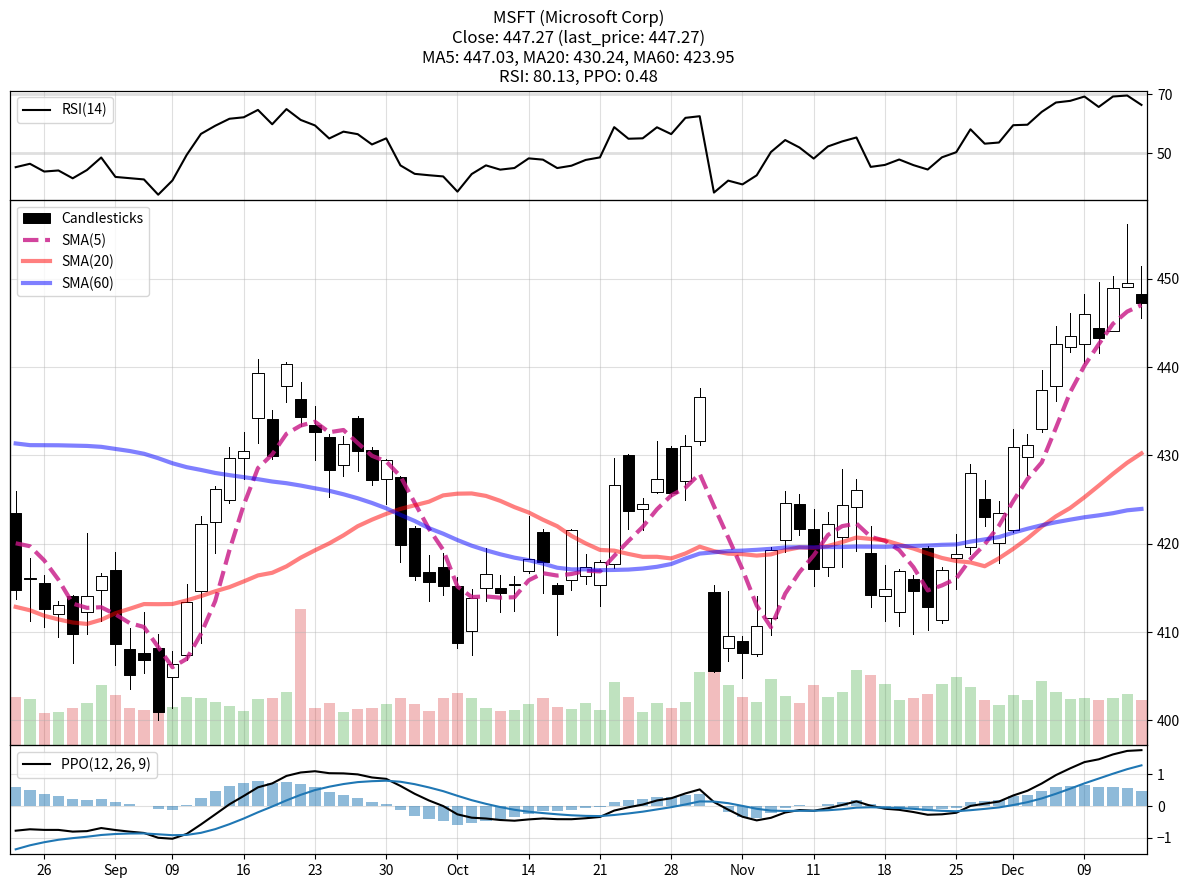 MSFT (Microsoft Corp)
Close: 447.27 (last_price: 447.27)
MA5: 447.03, MA20: 430.24, MA60: 423.95
RSI: 80.13, PPO: 0.48
RSI(14)
70
50
Candlesticks
SMA(5)
SMA(20)
SMA(60)
450
440
430
420
410
400
PPO(12, 26, 9)
1
0
−1
26 Sep 09 16 23 30 Oct 14 21 28 Nov 11 18 25 Dec 09